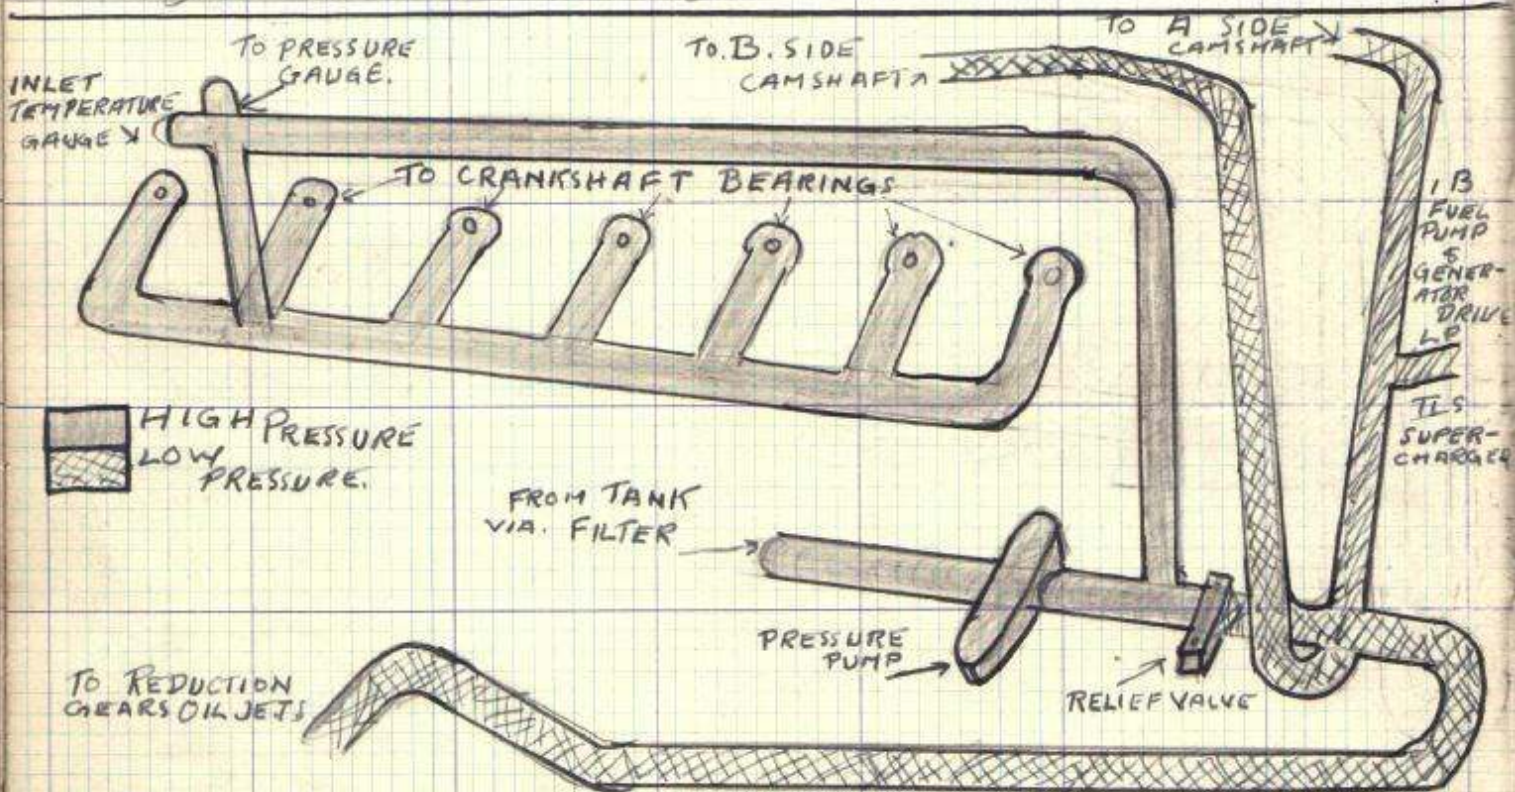 TO PRESSURE
GAUGE.
INLET
TEMPERATURE
GAUGE
TO.B.SIDE
CAMSHAFT
TO A SIDE
CAMSHAFT
TO CRANKSHAFT BEARINGS
B
FUEL
PUMP
&
GENER-
ATOR
DRIVE
LP
SUPER-
CHARGER
HIGH PRESSURE
LOW
PRESSURE.
FROM TANK
VIA. FILTER
PRESSURE
PUMP
RELIEF VALVE
TO REDUCTION
GEARS OIL JETS